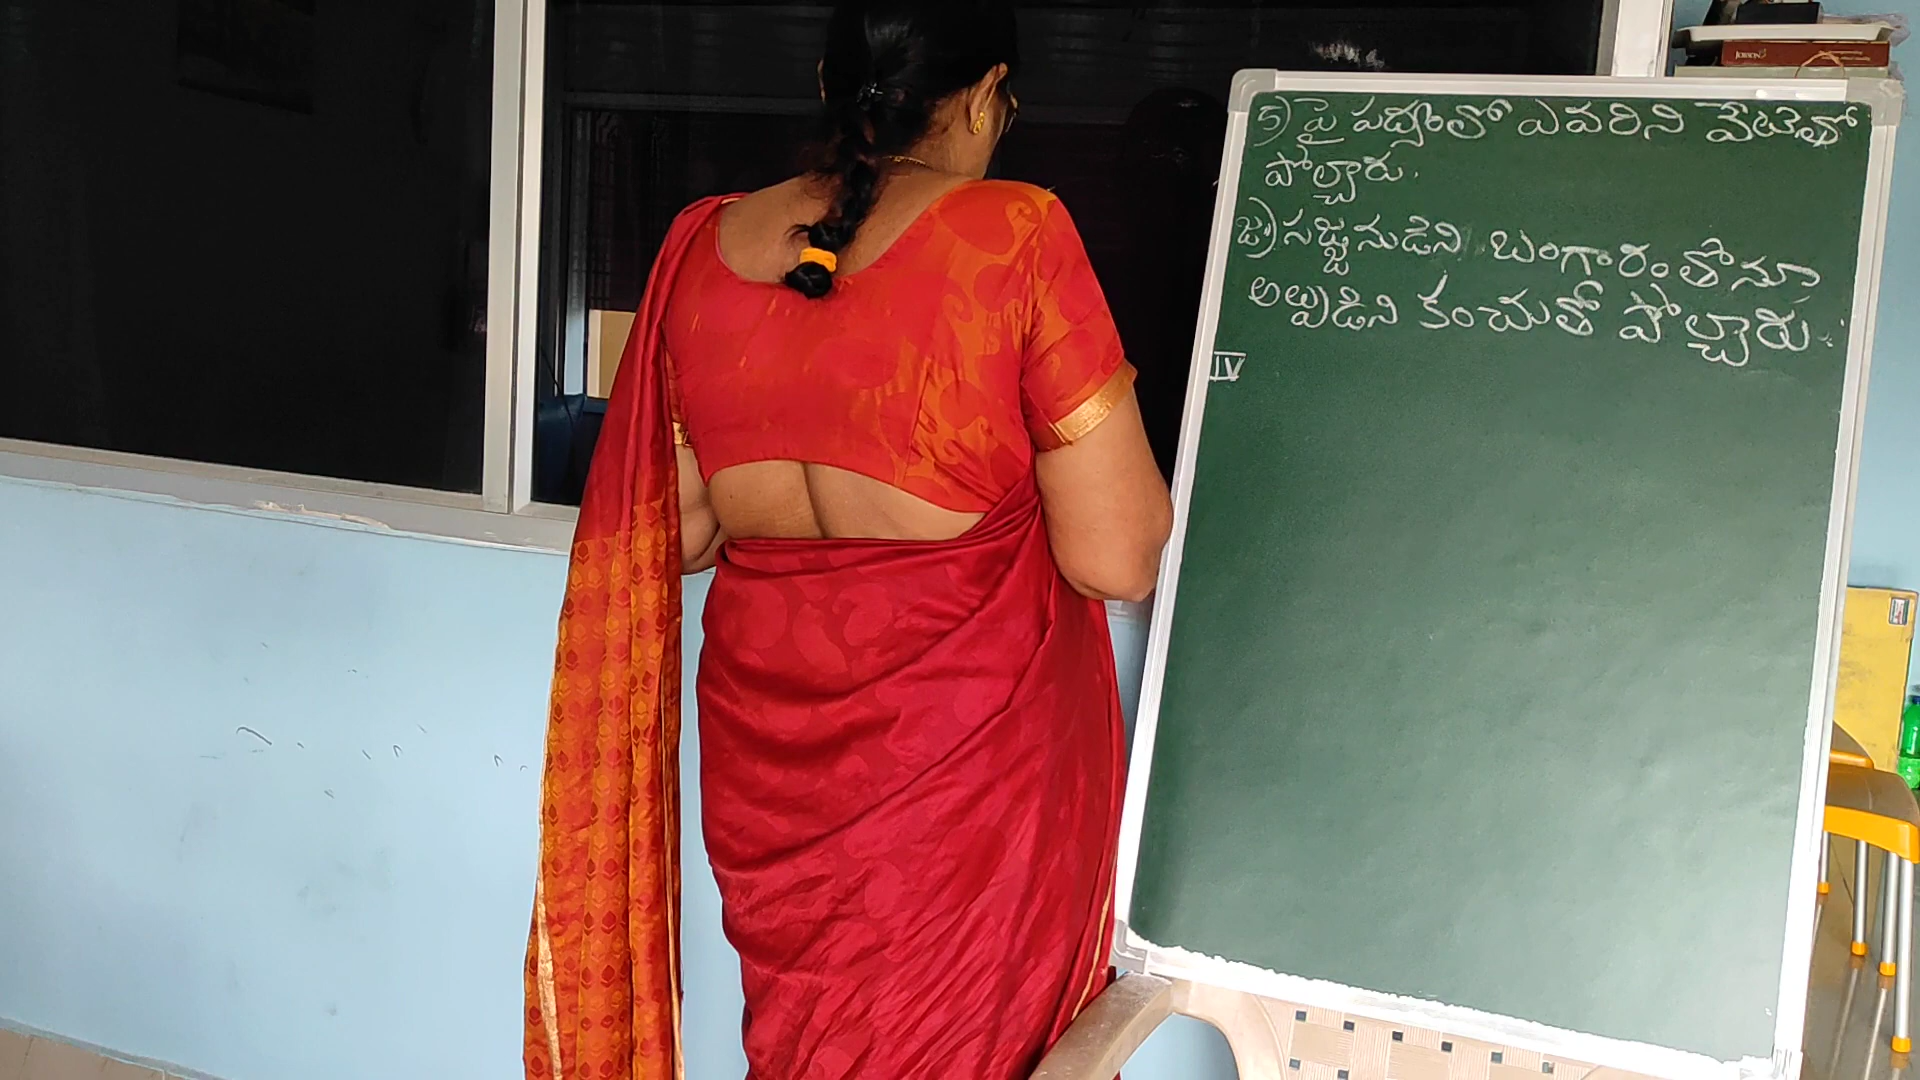 5) పై పద్యంలో ఎవరిని వేటితో
పోల్చారు.
జ) సజ్జనుడిని బంగారంతోనూ
అల్పుడిని కంచుతో పోల్చారు.
IV